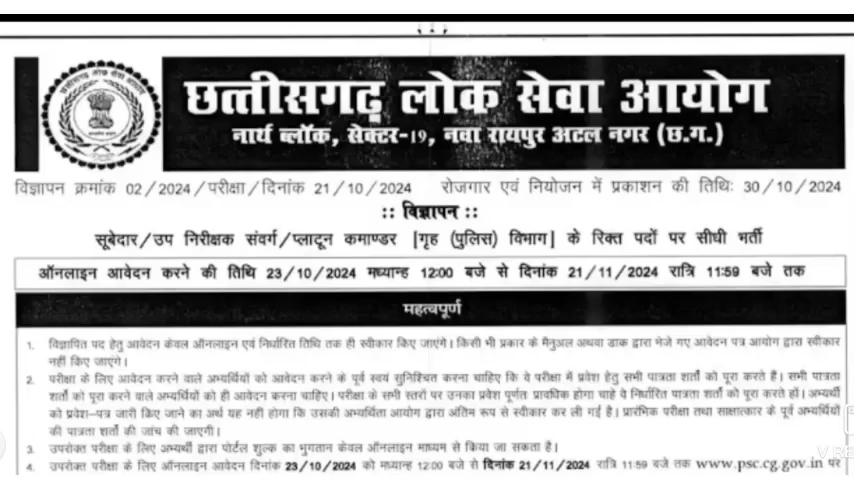 छत्तीसगढ़ लोक सेवा आयोग
नार्थ ब्लॉक, सेक्टर-19, नवा रायपुर अटल नगर (छ.ग.)
विज्ञापन क्रमांक 02/2024/परीक्षा/दिनांक 21/10/2024 रोजगार एवं नियोजन में प्रकाशन की तिथिः 30/10/2024
:: विज्ञापन ::
सूबेदार/उप निरीक्षक संवर्ग/प्लाटून कमाण्डर [गृह (पुलिस) विभाग] के रिक्त पदों पर सीधी भर्ती
ऑनलाइन आवेदन करने की तिथि 23/10/2024 मध्यान्ह 12:00 बजे से दिनांक 21/11/2024 रात्रि 11:59 बजे तक
महत्वपूर्ण
1. विज्ञापित पद हेतु आवेदन केवल ऑनलाइन एवं निर्धारित तिथि तक ही स्वीकार किए जाएंगे। किसी भी प्रकार के मैनुअल अथवा डाक द्वारा भेजे गए आवेदन पत्र आयोग द्वारा स्वीकार
नहीं किए जाएंगे।
2. परीक्षा के लिए आवेदन करने वाले अभ्यर्थियों को आवेदन करने के पूर्व स्वयं सुनिश्चित करना चाहिए कि वे परीक्षा में प्रवेश हेतु सभी पात्रता शर्तो को पूरा करते हैं। सभी पात्रता
शर्तो को पूरा करने वाले अभ्यर्थियों को ही आवेदन करना चाहिए। परीक्षा के सभी स्तरों पर उनका प्रवेश पूर्णतः प्रावधिक होगा चाहे वे निर्धारित पात्रता शर्तो को पूरा करते हों। अभ्यर्थी
को प्रवेश-पत्र जारी किए जाने का अर्थ यह नहीं होगा कि उसकी अभ्यर्थिता आयोग द्वारा अंतिम रूप से स्वीकार कर ली गई है। प्रारंभिक परीक्षा तथा साक्षात्कार के पूर्व अभ्यर्थियों
की पात्रता शर्तों की जांच की जाएगी।
3. उपरोक्त परीक्षा के लिए अभ्यर्थी द्वारा पोर्टल शुल्क का भुगतान केवल ऑनलाइन माध्यम से किया जा सकता है।
4. उपरोक्त परीक्षा के लिए ऑनलाइन आवेदन दिनांक 23/10/2024 को मध्यान्ह 12:00 बजे से दिनांक 21/11/2024 रात्रि 11:59 बजे तक www.psc.cg.gov.in पर